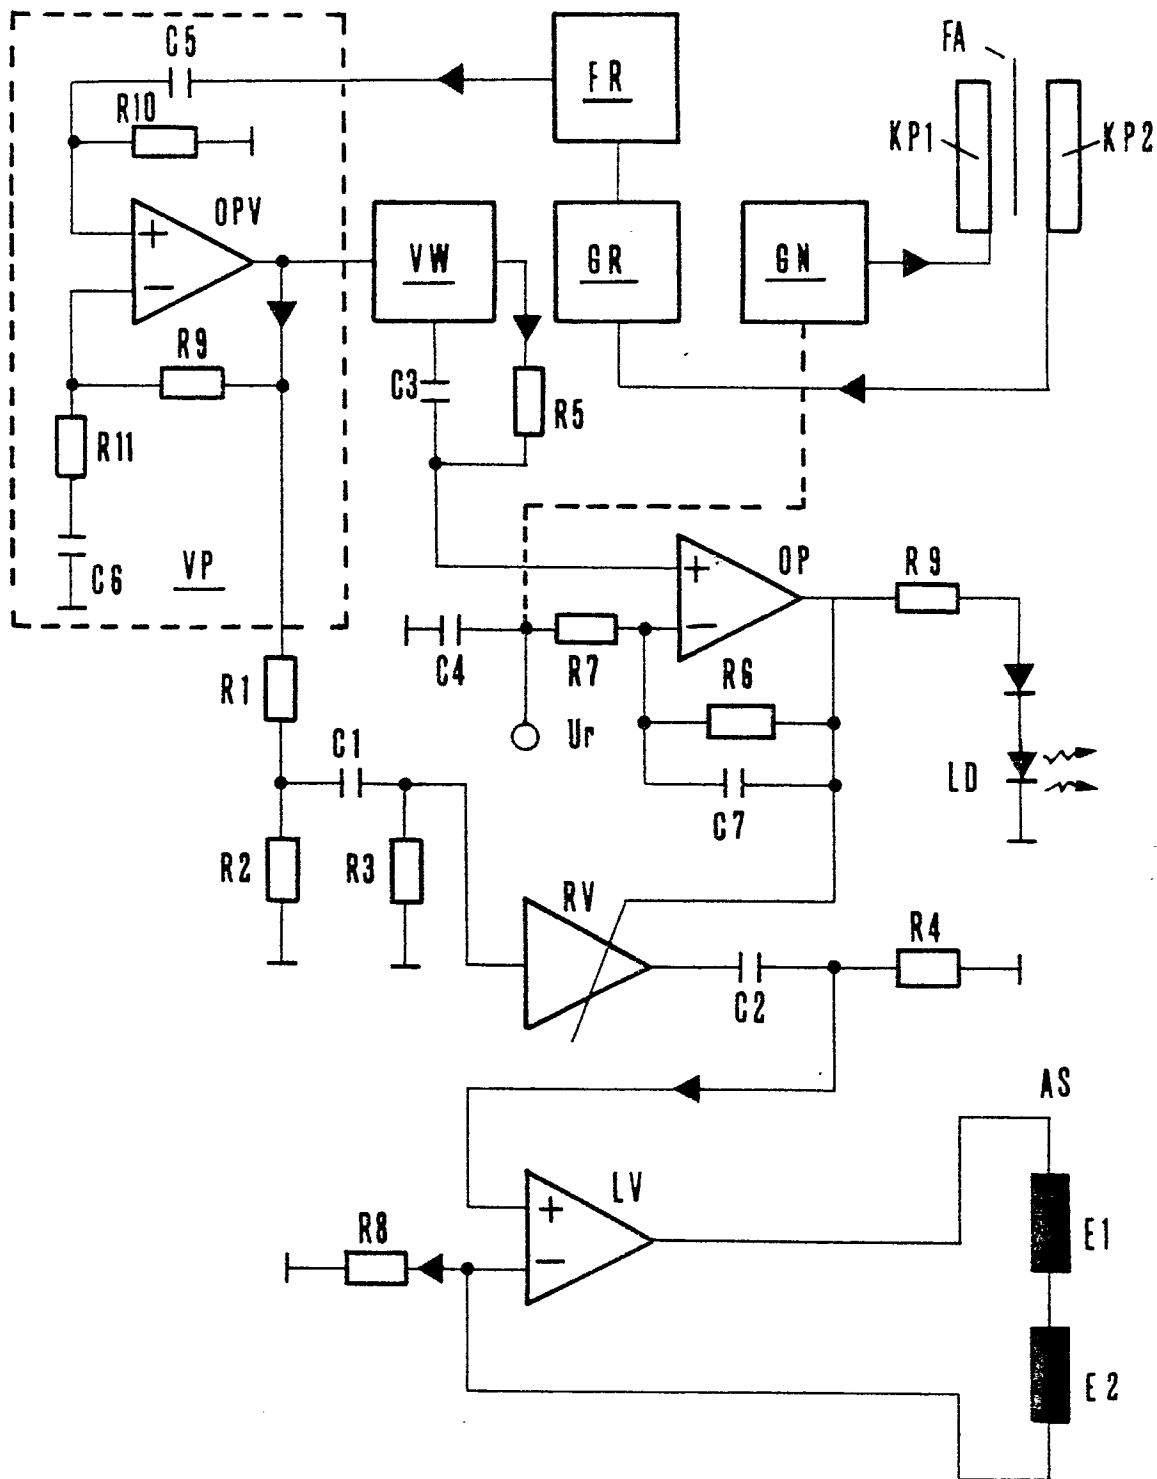 C5
FR
FA
R10
KP1
KP2
OPV
+
−
VW
GR
GN
R9
C3
R5
R11
C6
VP
OP
R9
+
−
C4
R7
R6
R1
Ur
C1
LD
C7
R2
R3
RV
R4
C2
AS
LV
+
−
R8
E1
E2